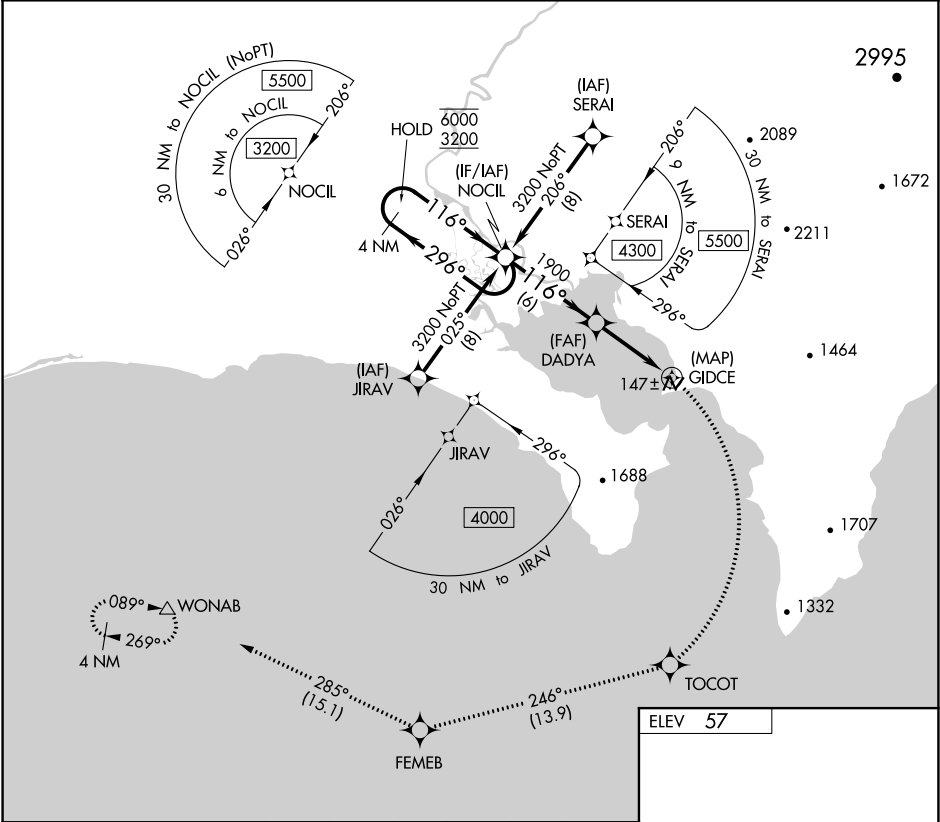 30 NM to NOCIL (NoPT)
5500
6 NM to NOCIL
206°
3200
NOCIL
026°
HOLD
6000
3200
(IAF)
SERAI
2995
3200 NoPT
206°
(8)
(IF/IAF)
NOCIL
116°
4 NM
296°
1900
116°
(6)
206°
9 NM to SERAI
30 NM to SERAI
SERAI
4300
5500
296°
2089
1672
2211
3200 NoPT
025°
(8)
(IAF)
JIRAV
(FAF)
DADYA
(MAP)
GIDCE
147±
1464
JIRAV
296°
026°
4000
30 NM to JIRAV
1688
1707
1332
089°
WONAB
269°
4 NM
285°
(15.1)
246°
(13.9)
TOCOT
FEMEB
ELEV 57